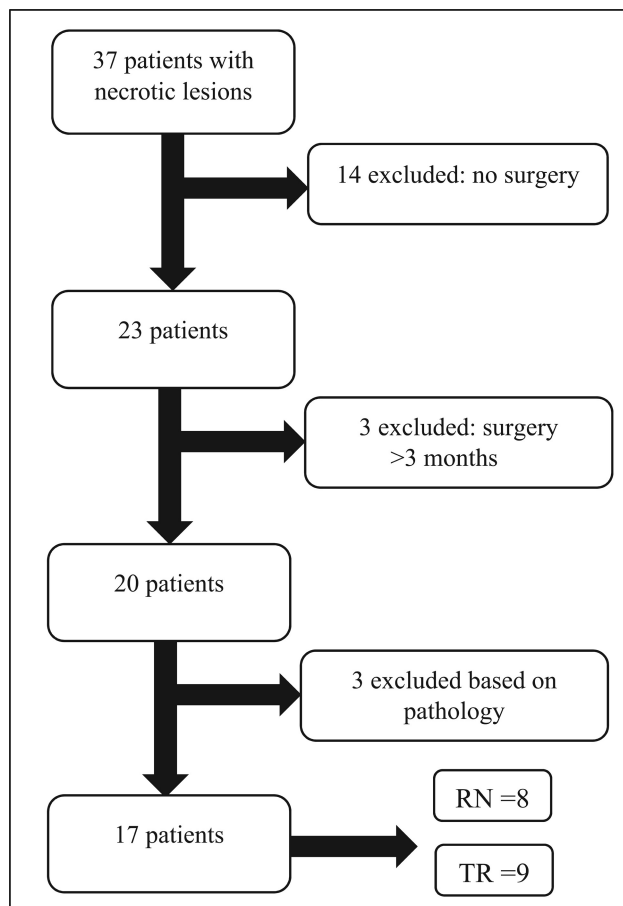 37 patients with
necrotic lesions
14 excluded: no surgery
23 patients
3 excluded: surgery
>3 months
20 patients
3 excluded based on
pathology
17 patients
RN =8
TR =9